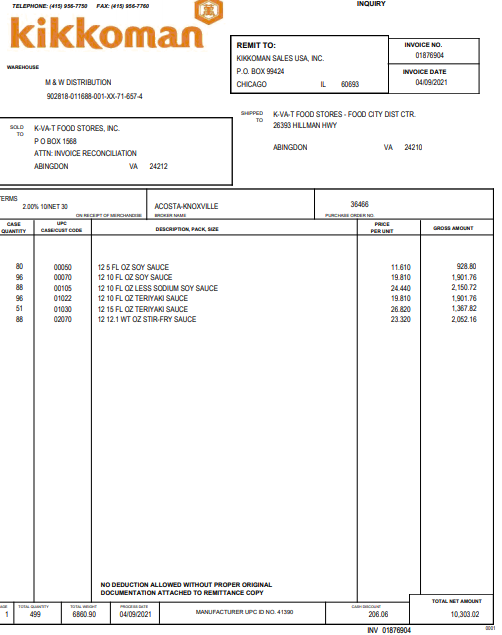 TELEPHONE: (415) 956-7750 FAX: (415) 956-7760
INQUIRY
kikkoman
REMIT TO:
KIKKOMAN SALES USA, INC.
P.O. BOX 99424
CHICAGO IL 60693
INVOICE NO.
01876904
INVOICE DATE
04/09/2021
WAREHOUSE
M & W DISTRIBUTION
902818-011688-001-XX-71-657-4
SOLD TO
K-VA-T FOOD STORES, INC.
P O BOX 1568
ATTN: INVOICE RECONCILIATION
ABINGDON VA 24212
SHIPPED TO
K-VA-T FOOD STORES - FOOD CITY DIST CTR.
26393 HILLMAN HWY
ABINGDON VA 24210
TERMS
2.00% 10/NET 30
ON RECEIPT OF MERCHANDISE
ACOSTA-KNOXVILLE
BROKER NAME
36466
PURCHASE ORDER NO.
CASE QUANTITY
UPC CASE/CUST CODE
DESCRIPTION, PACK, SIZE
PRICE PER UNIT
GROSS AMOUNT
80 00050 12 5 FL OZ SOY SAUCE 11.610 928.80
96 00070 12 10 FL OZ SOY SAUCE 19.810 1,901.76
88 00105 12 10 FL OZ LESS SODIUM SOY SAUCE 24.440 2,150.72
96 01022 12 10 FL OZ TERIYAKI SAUCE 19.810 1,901.76
51 01030 12 15 FL OZ TERIYAKI SAUCE 26.820 1,367.82
88 02070 12 12.1 WT OZ STIR-FRY SAUCE 23.320 2,052.16
NO DEDUCTION ALLOWED WITHOUT PROPER ORIGINAL
DOCUMENTATION ATTACHED TO REMITTANCE COPY
PAGE
1
TOTAL QUANTITY
499
TOTAL WEIGHT
6860.90
PROCESS DATE
04/09/2021
MANUFACTURER UPC ID NO. 41390
CASH DISCOUNT
206.06
TOTAL NET AMOUNT
10,303.02
INV 01876904